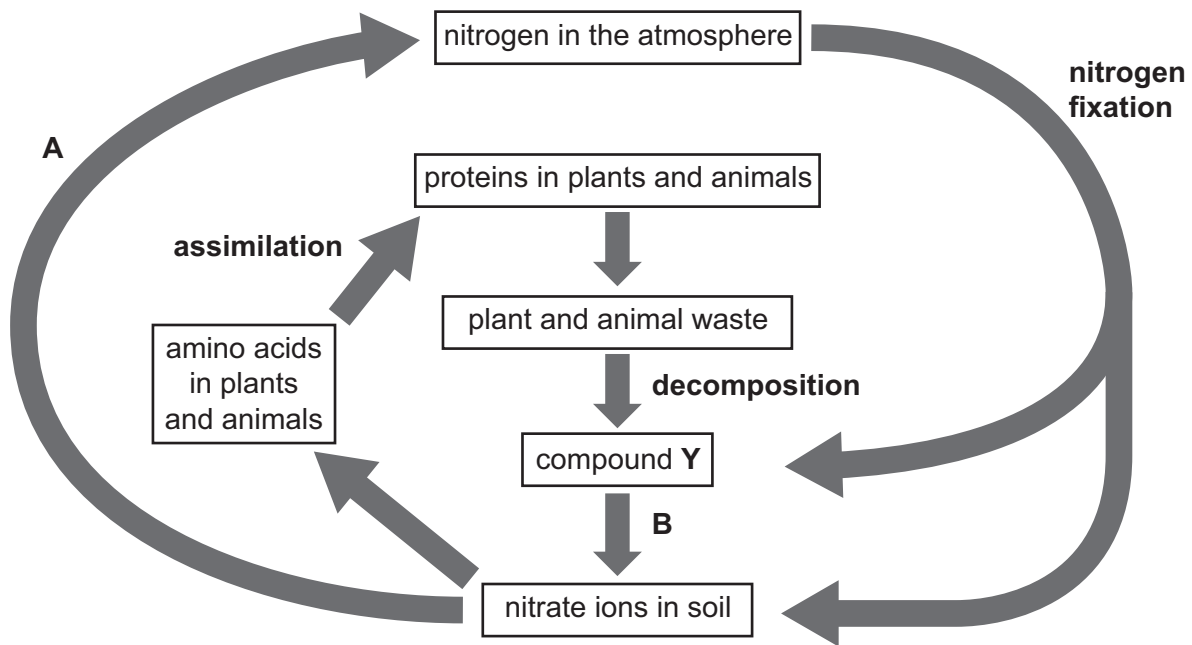 nitrogen in the atmosphere
nitrogen
fixation
A
proteins in plants and animals
assimilation
plant and animal waste
amino acids
in plants
and animals
decomposition
compound Y
B
nitrate ions in soil